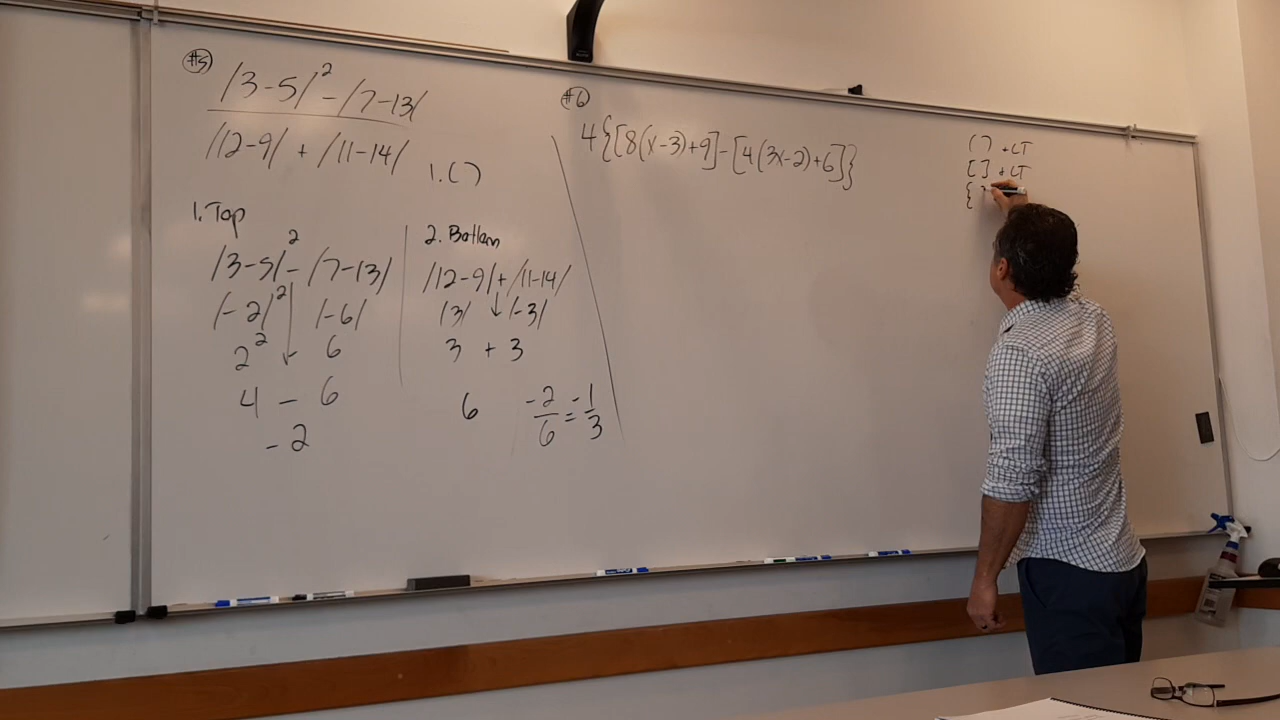 #5
|3-5|² - |7-13|
|12-9| + |11-14|
1. ( )
1. Top
|3-5|² - |7-13|
|-2|² |-6|
2² - 6
4 - 6
-2
2. Bottom
|12-9| + |11-14|
|3| ↓ |-3|
3 + 3
6
-2/6 = -1/3
#6
4{[8(x-3)+9]-[4(3x-2)+6]}
( ) + LT
[ ] + LT
{ }